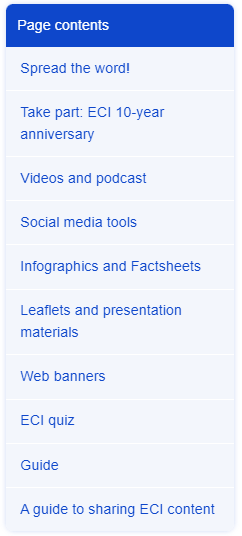 Page contents
Spread the word!
Take part: ECI 10-year
anniversary
Videos and podcast
Social media tools
Infographics and Factsheets
Leaflets and presentation
materials
Web banners
ECI quiz
Guide
A guide to sharing ECI content